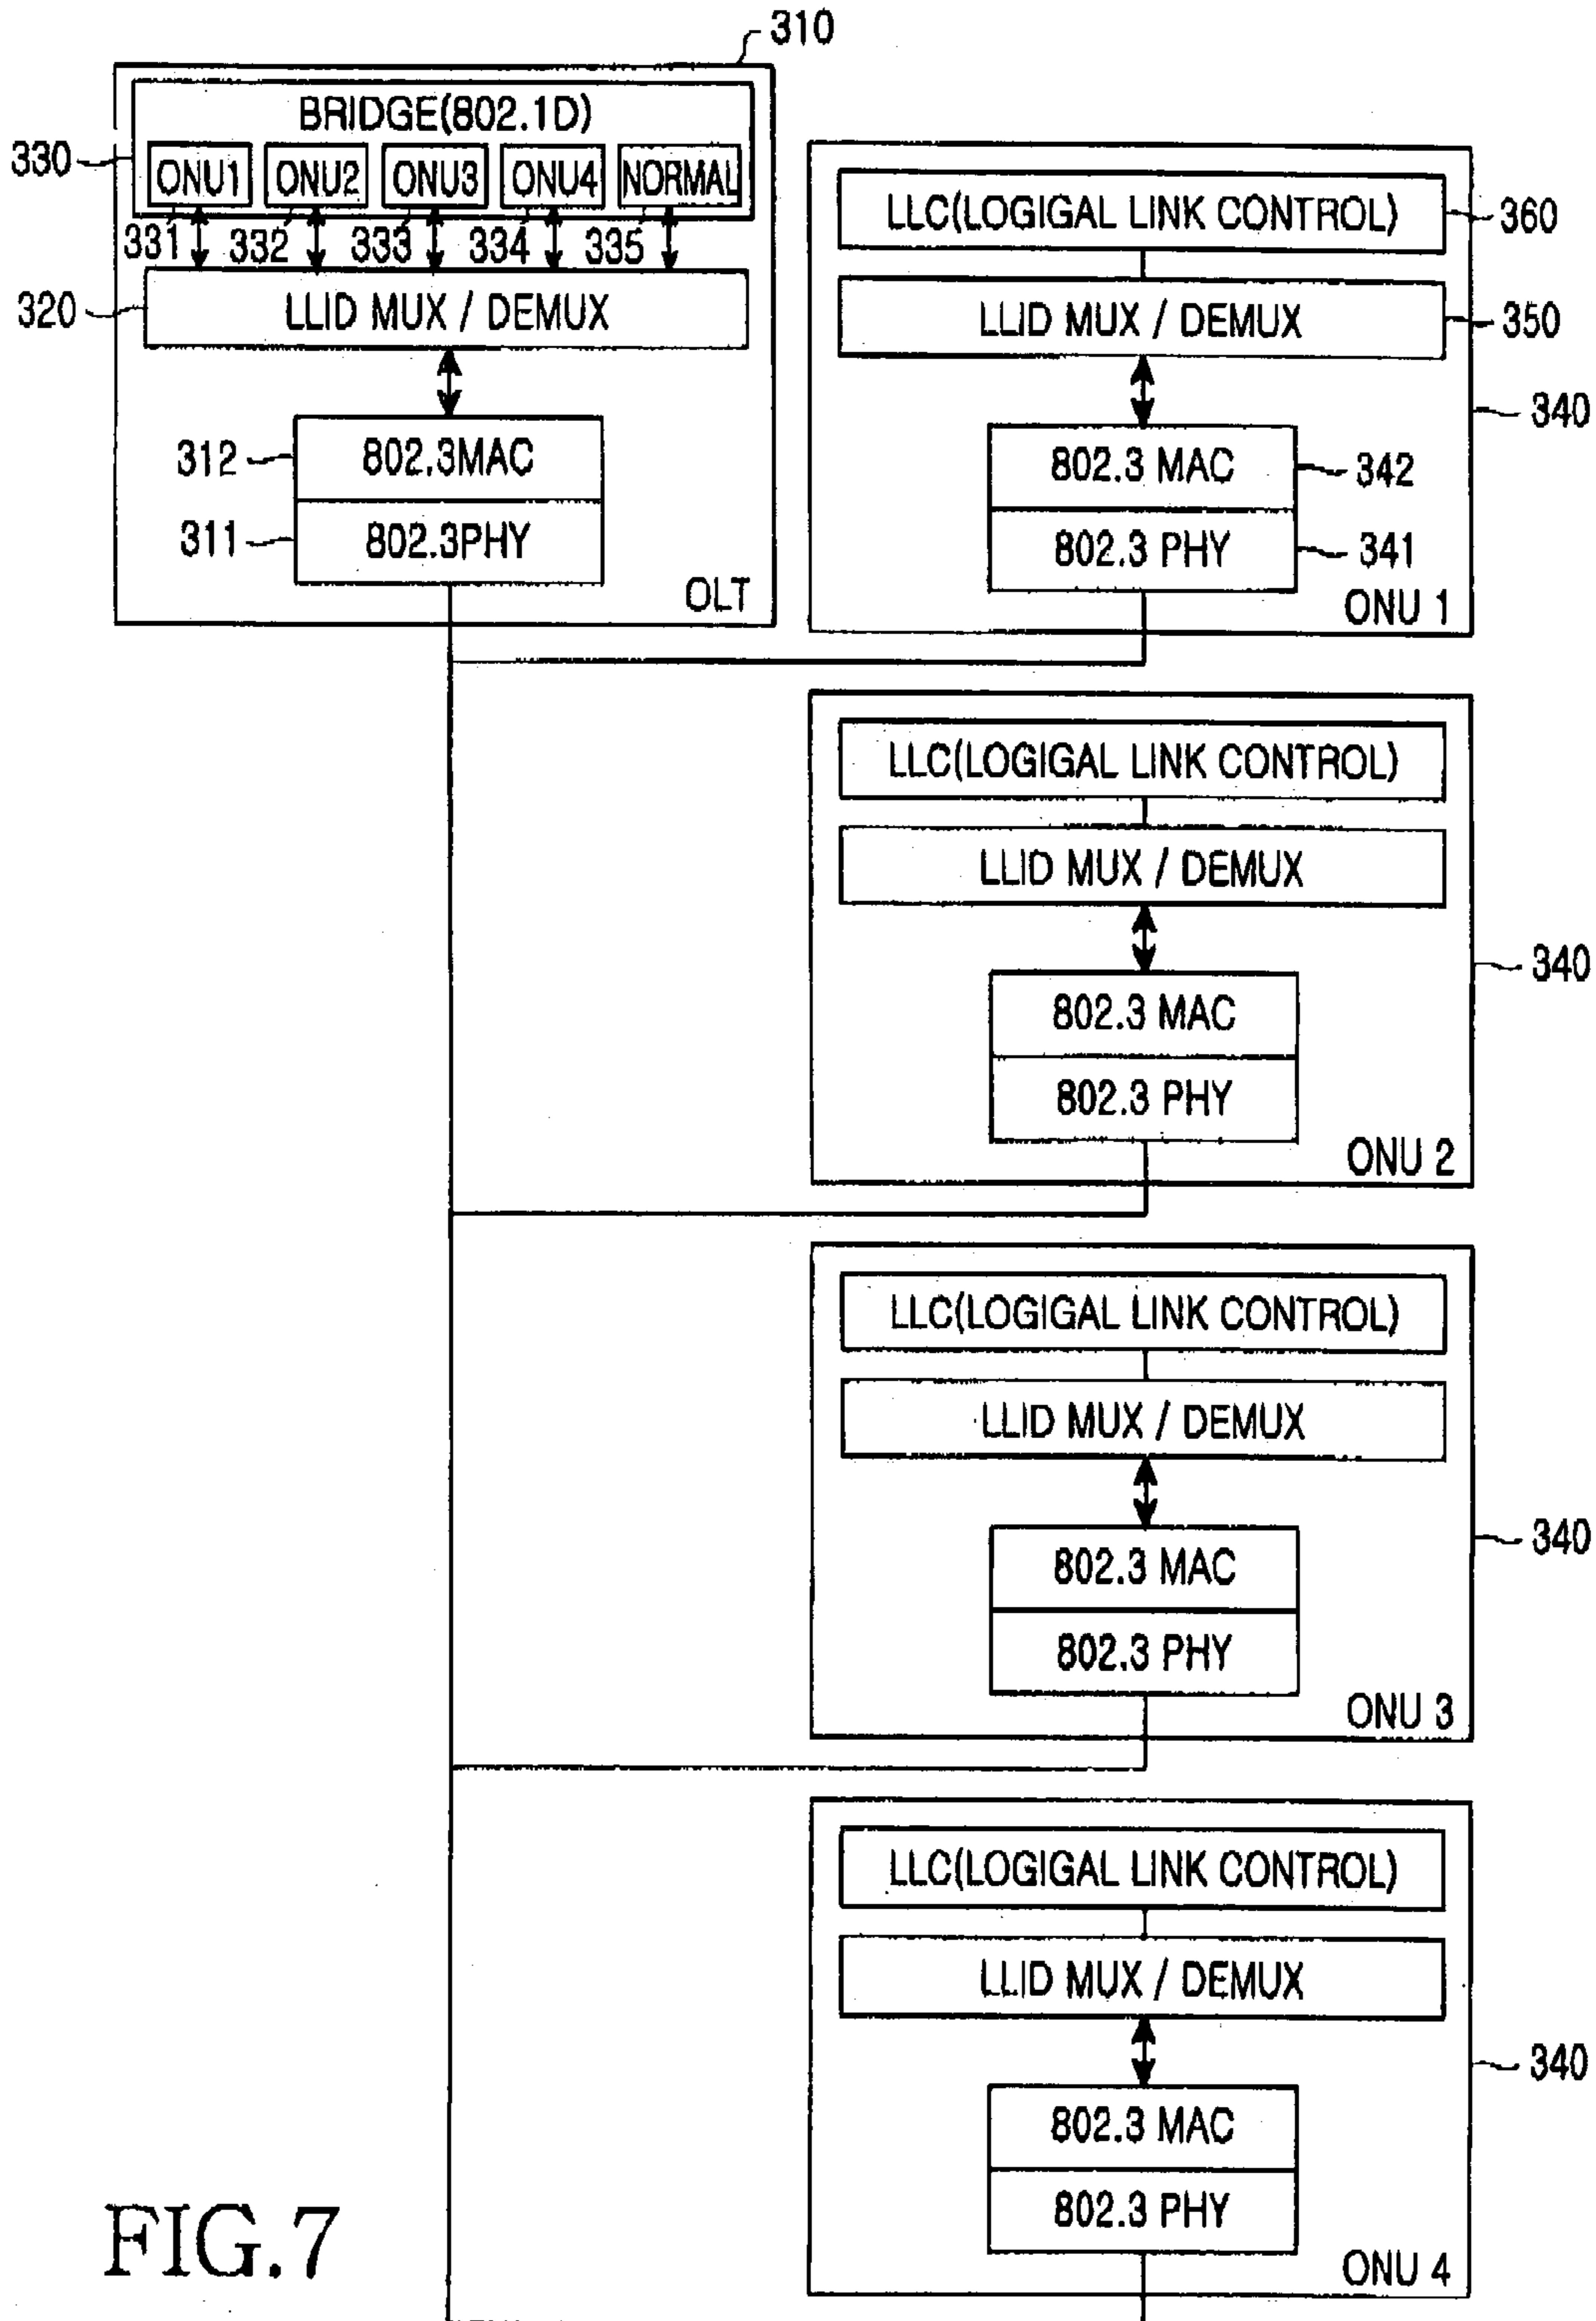 310
BRIDGE(802.1D)
330
ONU1 ONU2 ONU3 ONU4 NORMAL
331 332 333 334 335
320
LLID MUX / DEMUX
312
802.3MAC
311
802.3PHY
OLT
LLC(LOGIGAL LINK CONTROL)
360
LLID MUX / DEMUX
350
340
802.3 MAC
342
802.3 PHY
341
ONU 1
LLC(LOGIGAL LINK CONTROL)
LLID MUX / DEMUX
340
802.3 MAC
802.3 PHY
ONU 2
LLC(LOGIGAL LINK CONTROL)
LLID MUX / DEMUX
340
802.3 MAC
802.3 PHY
ONU 3
LLC(LOGIGAL LINK CONTROL)
LLID MUX / DEMUX
340
802.3 MAC
802.3 PHY
ONU 4
FIG.7